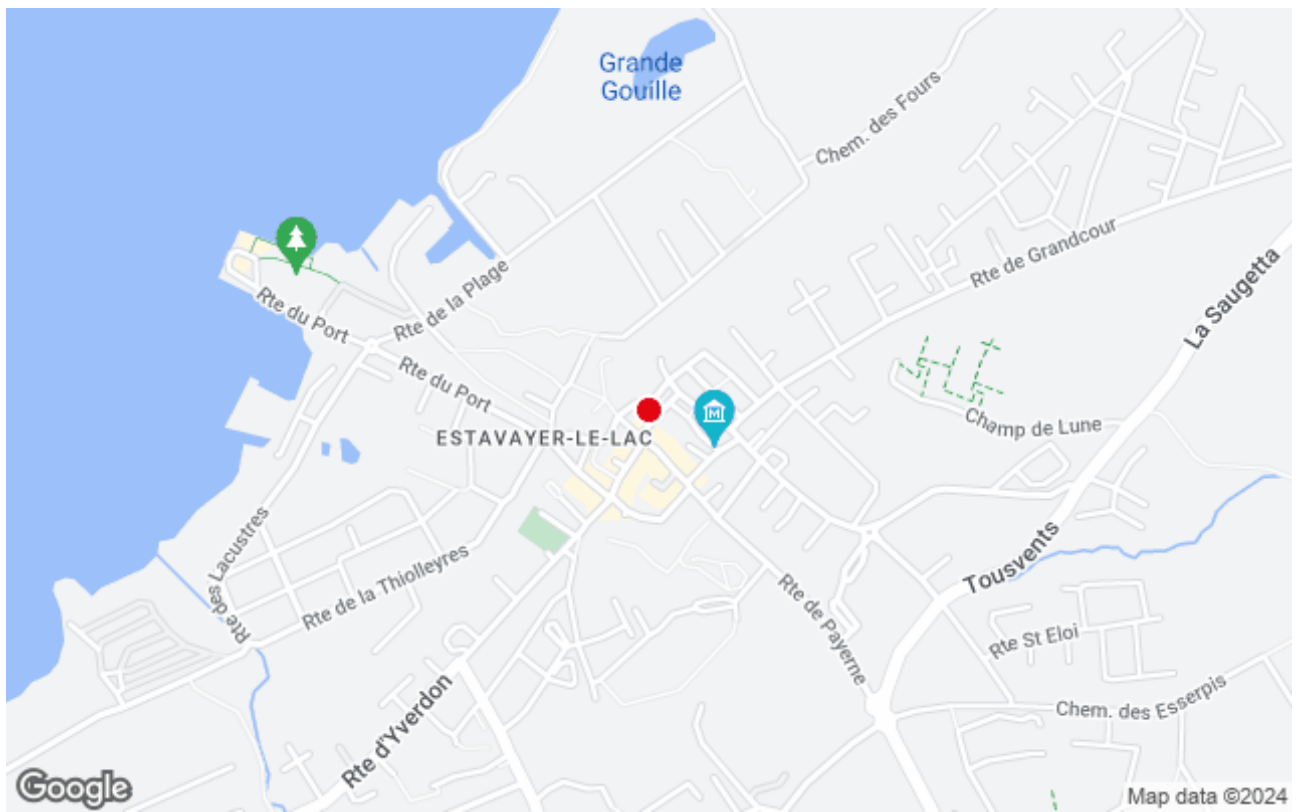 Grande
Gouille
Chem. des Fours
Rte de Grandcour
La Saugetta
Rte de la Plage
Rte du Port
Rte du Port
M
ESTAVAYER-LE-LAC
Champ de Lune
Rte des Lacustres
Rte de la Thiolleyres
Tousvents
Rte de Payerne
Rte St Eloi
Chem. des Esserpis
Rte d'Yverdon
Google
Map data ©2024